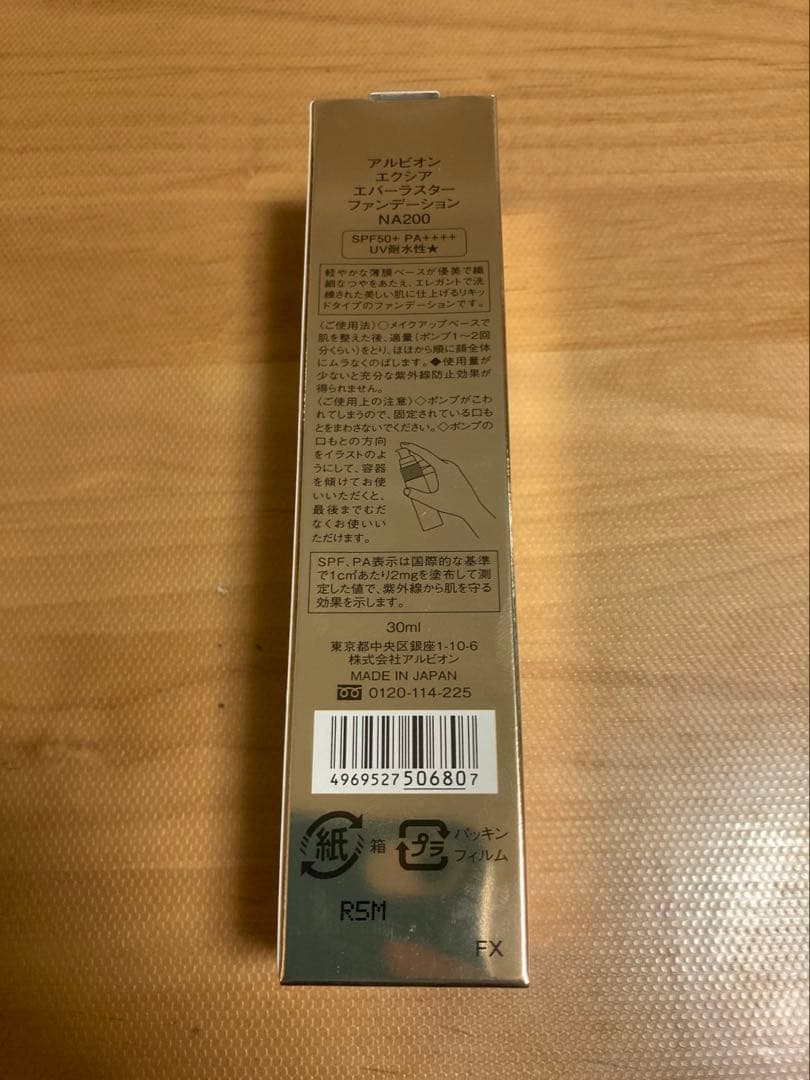 アルビオン
エクシア
エバーラスター
ファンデーション
NA200
SPF50+ PA++++
UV耐水性★
軽やかな薄膜ベースが優美で繊
細なつやをあたえ、エレガントで洗
練された美しい肌に仕上げるリキッ
ドタイプのファンデーションです。
〈ご使用法〉○メイクアップベースで
肌を整えた後、適量(ポンプ1〜2回
分くらい)をとり、ほほから順に顔全体
にムラなくのばします。◆使用量が
少ないと充分な紫外線防止効果が
得られません。
〈ご使用上の注意〉◇ポンプがこわ
れてしまうので、固定されている口も
とをまわさないでください。◇ポンプの
口もとの方向
をイラストのよ
うにして、容器
を傾けてお使
いいただくと、
最後までむだ
なくお使いい
ただけます。
SPF、PA表示は国際的な基準
で1c㎡あたり2mgを塗布して測
定した値で、紫外線から肌を守る
効果を示します。
30ml
東京都中央区銀座1-10-6
株式会社アルビオン
MADE IN JAPAN
0120-114-225
4969527506807
紙 箱 プラ パッキン
フィルム
R5M
FX